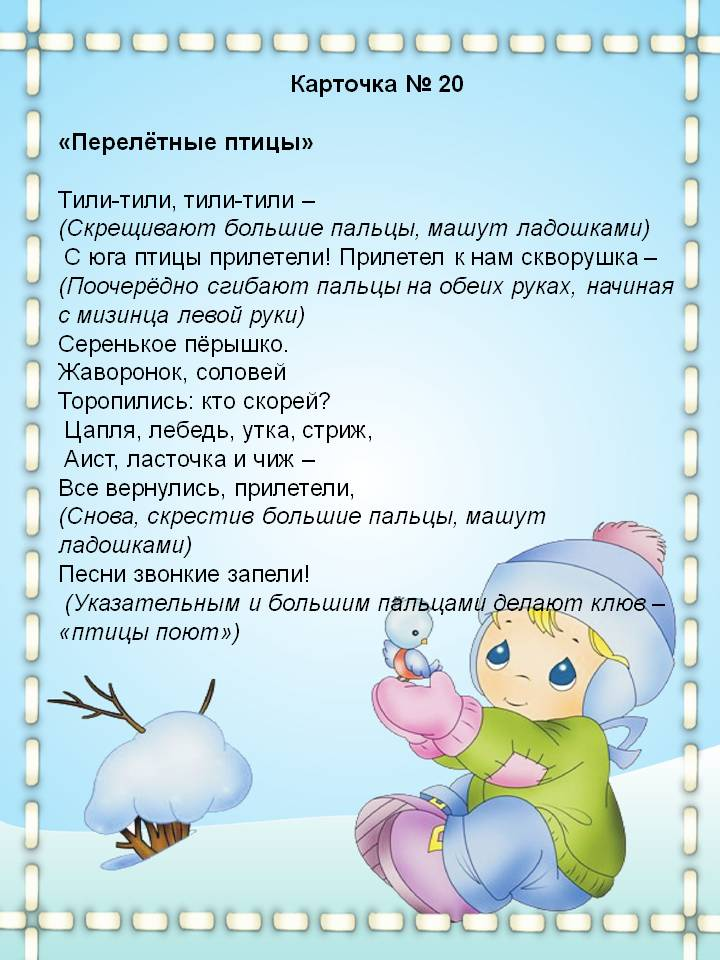 Карточка № 20
«Перелётные птицы»
Тили-тили, тили-тили –
(Скрещивают большие пальцы, машут ладошками)
С юга птицы прилетели! Прилетел к нам скворушка –
(Поочерёдно сгибают пальцы на обеих руках, начиная
с мизинца левой руки)
Серенькое пёрышко.
Жаворонок, соловей
Торопились: кто скорей?
Цапля, лебедь, утка, стриж,
Аист, ласточка и чиж –
Все вернулись, прилетели,
(Снова, скрестив большие пальцы, машут
ладошками)
Песни звонкие запели!
(Указательным и большим пальцами делают клюв –
«птицы поют»)